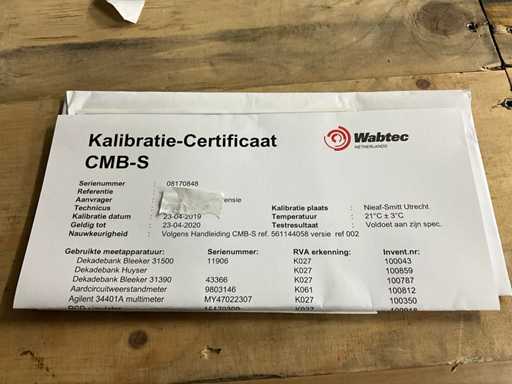 Kalibratie-Certificaat
CMB-S
Wabtec
NETHERLANDS
Serienummer : 08170848
Referentie
Aanvrager ensie
Technicus
Kalibratie plaats : Nieaf-Smitt Utrecht
Kalibratie datum 23-04-2019
Temperatuur : 21°C ± 3°C
Geldig tot : 23-04-2020
Testresultaat : Voldoet aan zijn spec.
Nauwkeurigheid : Volgens Handleiding CMB-S ref. 561144058 versie ref 002
Gebruikte meetapparatuur: Serienummer: RVA erkenning: Invent.nr:
Dekadebank Bleeker 31500 11906 K027 100043
Dekadebank Huyser K027 100859
Dekadebank Bleeker 31390 43366 K027 100787
Aardcircuitweerstandmeter 9803146 K061 100812
Agilent 34401A multimeter MY47022307 K027 100350